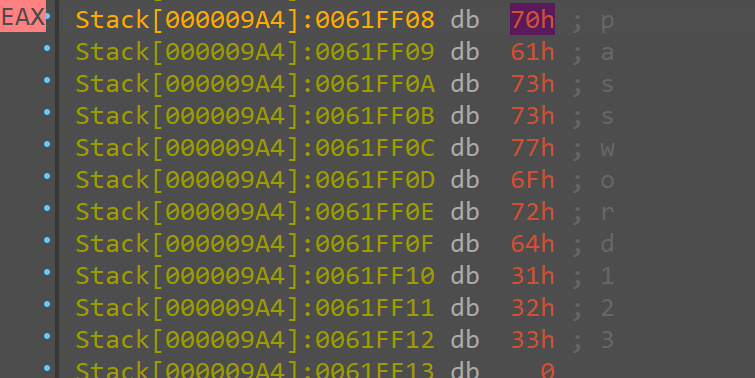 EAX Stack[000009A4]:0061FF08 db 70h ; p
Stack[000009A4]:0061FF09 db 61h ; a
Stack[000009A4]:0061FF0A db 73h ; s
Stack[000009A4]:0061FF0B db 73h ; s
Stack[000009A4]:0061FF0C db 77h ; w
Stack[000009A4]:0061FF0D db 6Fh ; o
Stack[000009A4]:0061FF0E db 72h ; r
Stack[000009A4]:0061FF0F db 64h ; d
Stack[000009A4]:0061FF10 db 31h ; 1
Stack[000009A4]:0061FF11 db 32h ; 2
Stack[000009A4]:0061FF12 db 33h ; 3
Stack[000009A4]:0061FF13 db 0